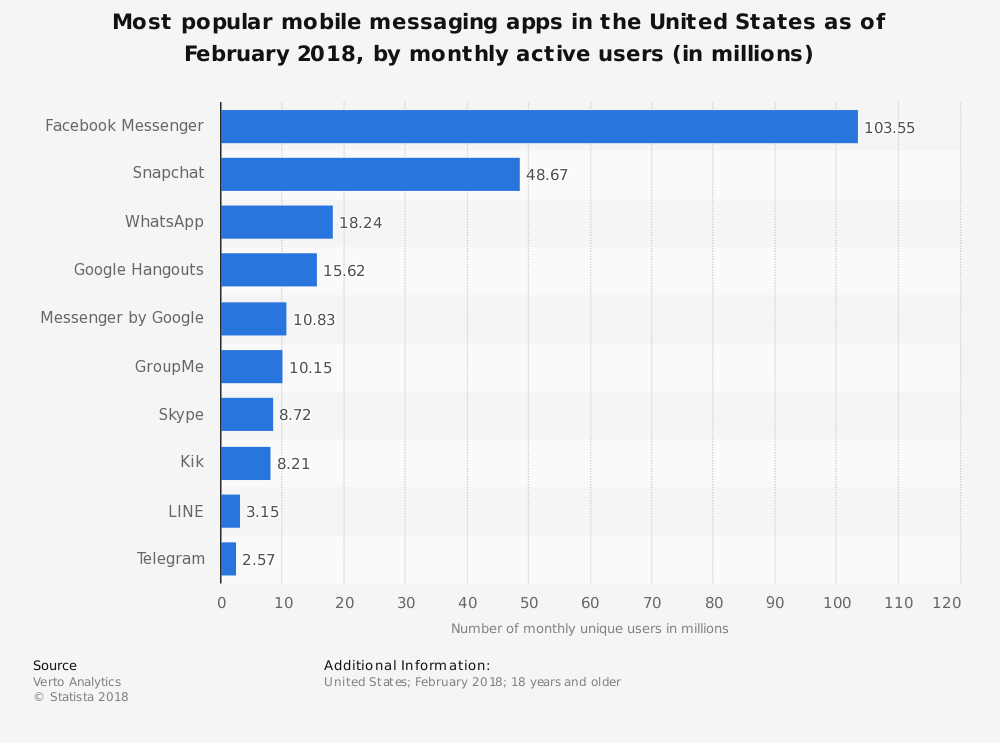 Most popular mobile messaging apps in the United States as of
February 2018, by monthly active users (in millions)
Facebook Messenger 103.55
Snapchat 48.67
WhatsApp 18.24
Google Hangouts 15.62
Messenger by Google 10.83
GroupMe 10.15
Skype 8.72
Kik 8.21
LINE 3.15
Telegram 2.57
0 10 20 30 40 50 60 70 80 90 100 110 120
Number of monthly unique users in millions
Source
Verto Analytics
© Statista 2018
Additional Information:
United States; February 2018; 18 years and older